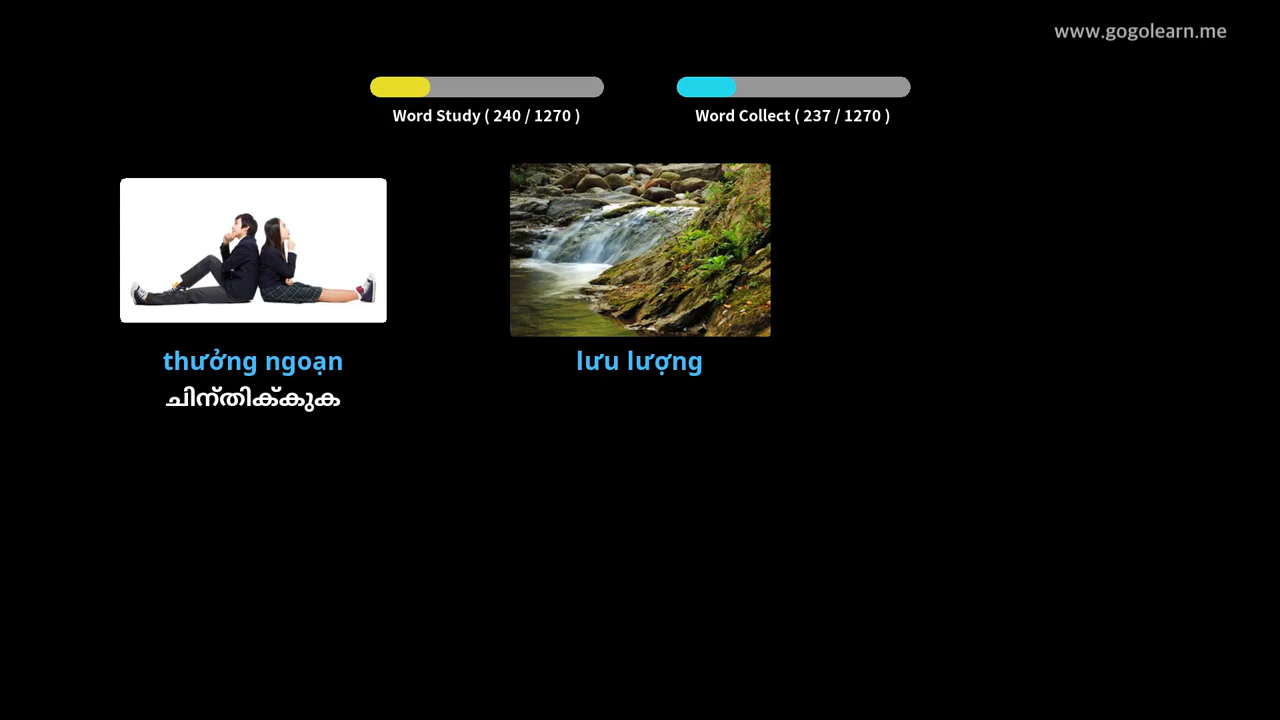 www.gogolearn.me
Word Study ( 240 / 1270 )
Word Collect ( 237 / 1270 )
thưởng ngoạn
ചിന്തിക്കുക
lưu lượng